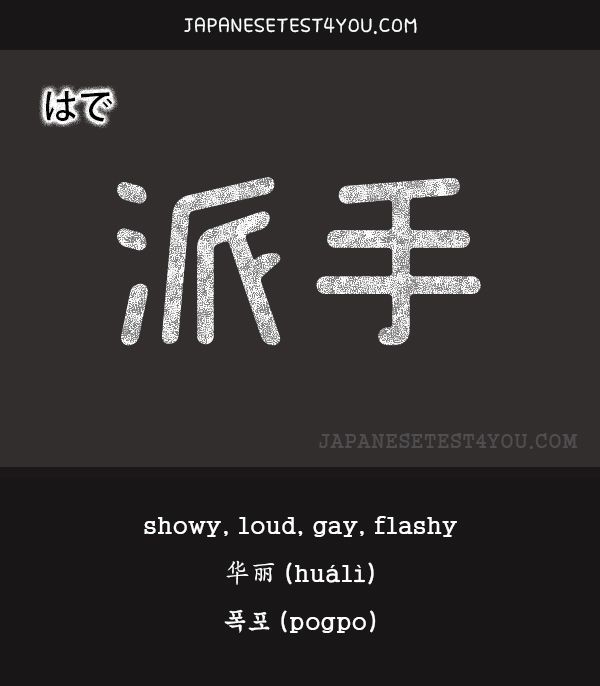 JAPANESETEST4YOU.COM
はで
派手
JAPANESETEST4YOU.COM
showy, loud, gay, flashy
华丽 (huálì)
폭포 (pogpo)